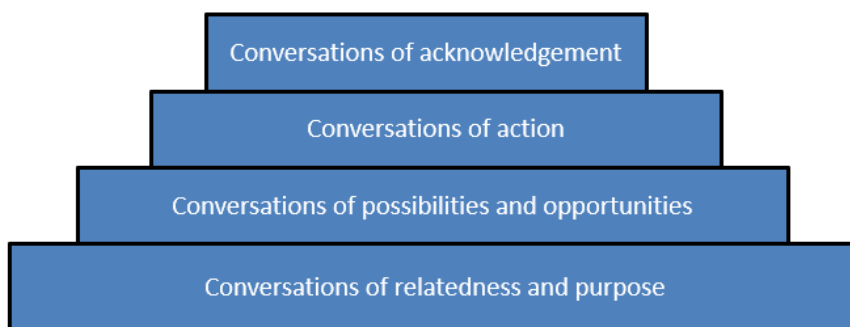 Conversations of acknowledgement
Conversations of action
Conversations of possibilities and opportunities
Conversations of relatedness and purpose